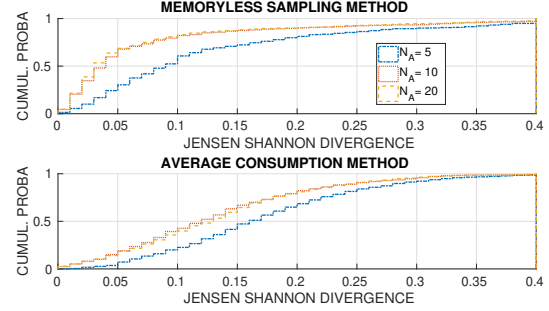 MEMORYLESS SAMPLING METHOD
CUMUL. PROBA
1
0.5
0
0 0.05 0.1 0.15 0.2 0.25 0.3 0.35 0.4
JENSEN SHANNON DIVERGENCE
N_A = 5
N_A = 10
N_A = 20
AVERAGE CONSUMPTION METHOD
CUMUL. PROBA
1
0.5
0
0 0.05 0.1 0.15 0.2 0.25 0.3 0.35 0.4
JENSEN SHANNON DIVERGENCE